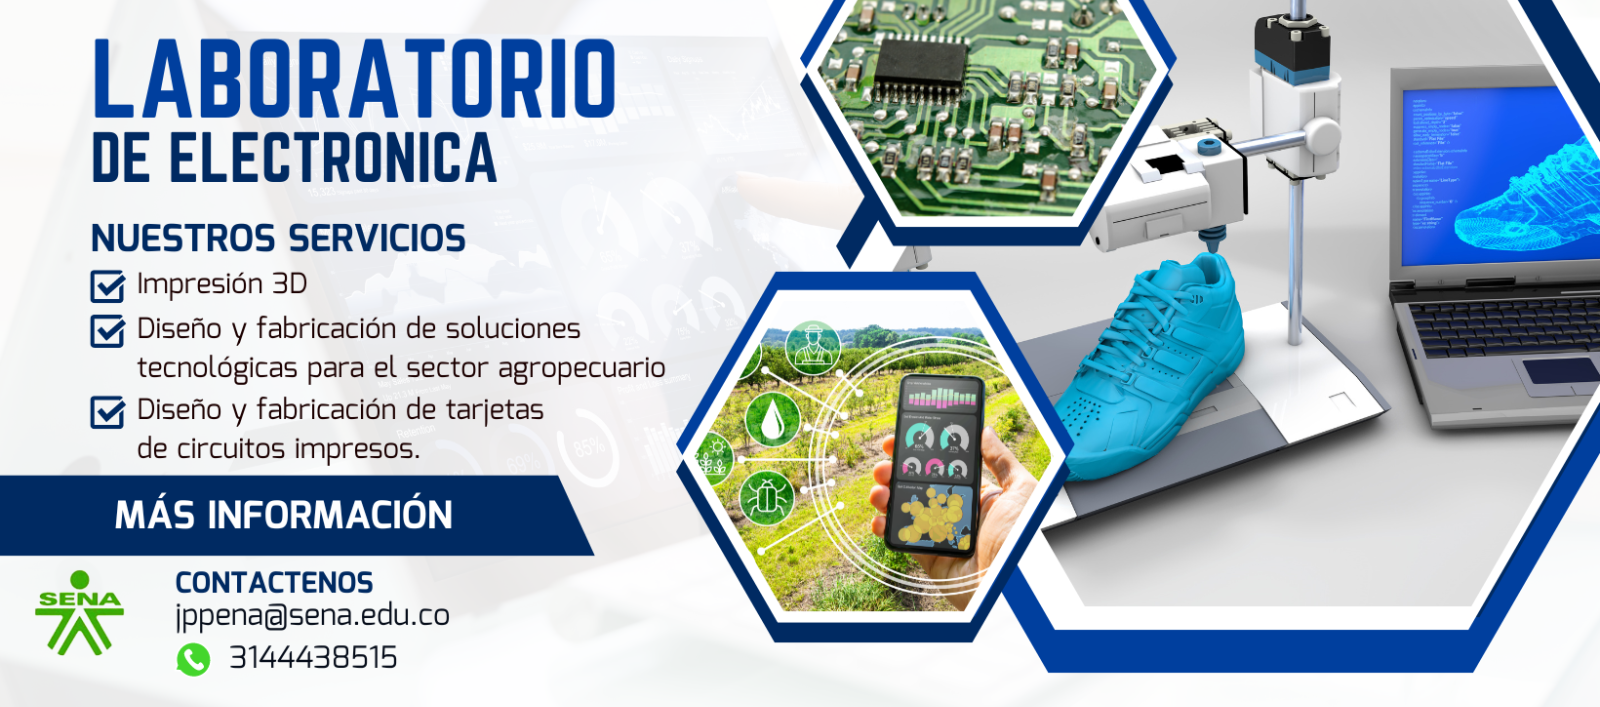 LABORATORIO
DE ELECTRONICA
NUESTROS SERVICIOS
Impresión 3D
Diseño y fabricación de soluciones
tecnológicas para el sector agropecuario
Diseño y fabricación de tarjetas
de circuitos impresos.
MÁS INFORMACIÓN
SENA
CONTACTENOS
jppena@sena.edu.co
3144438515